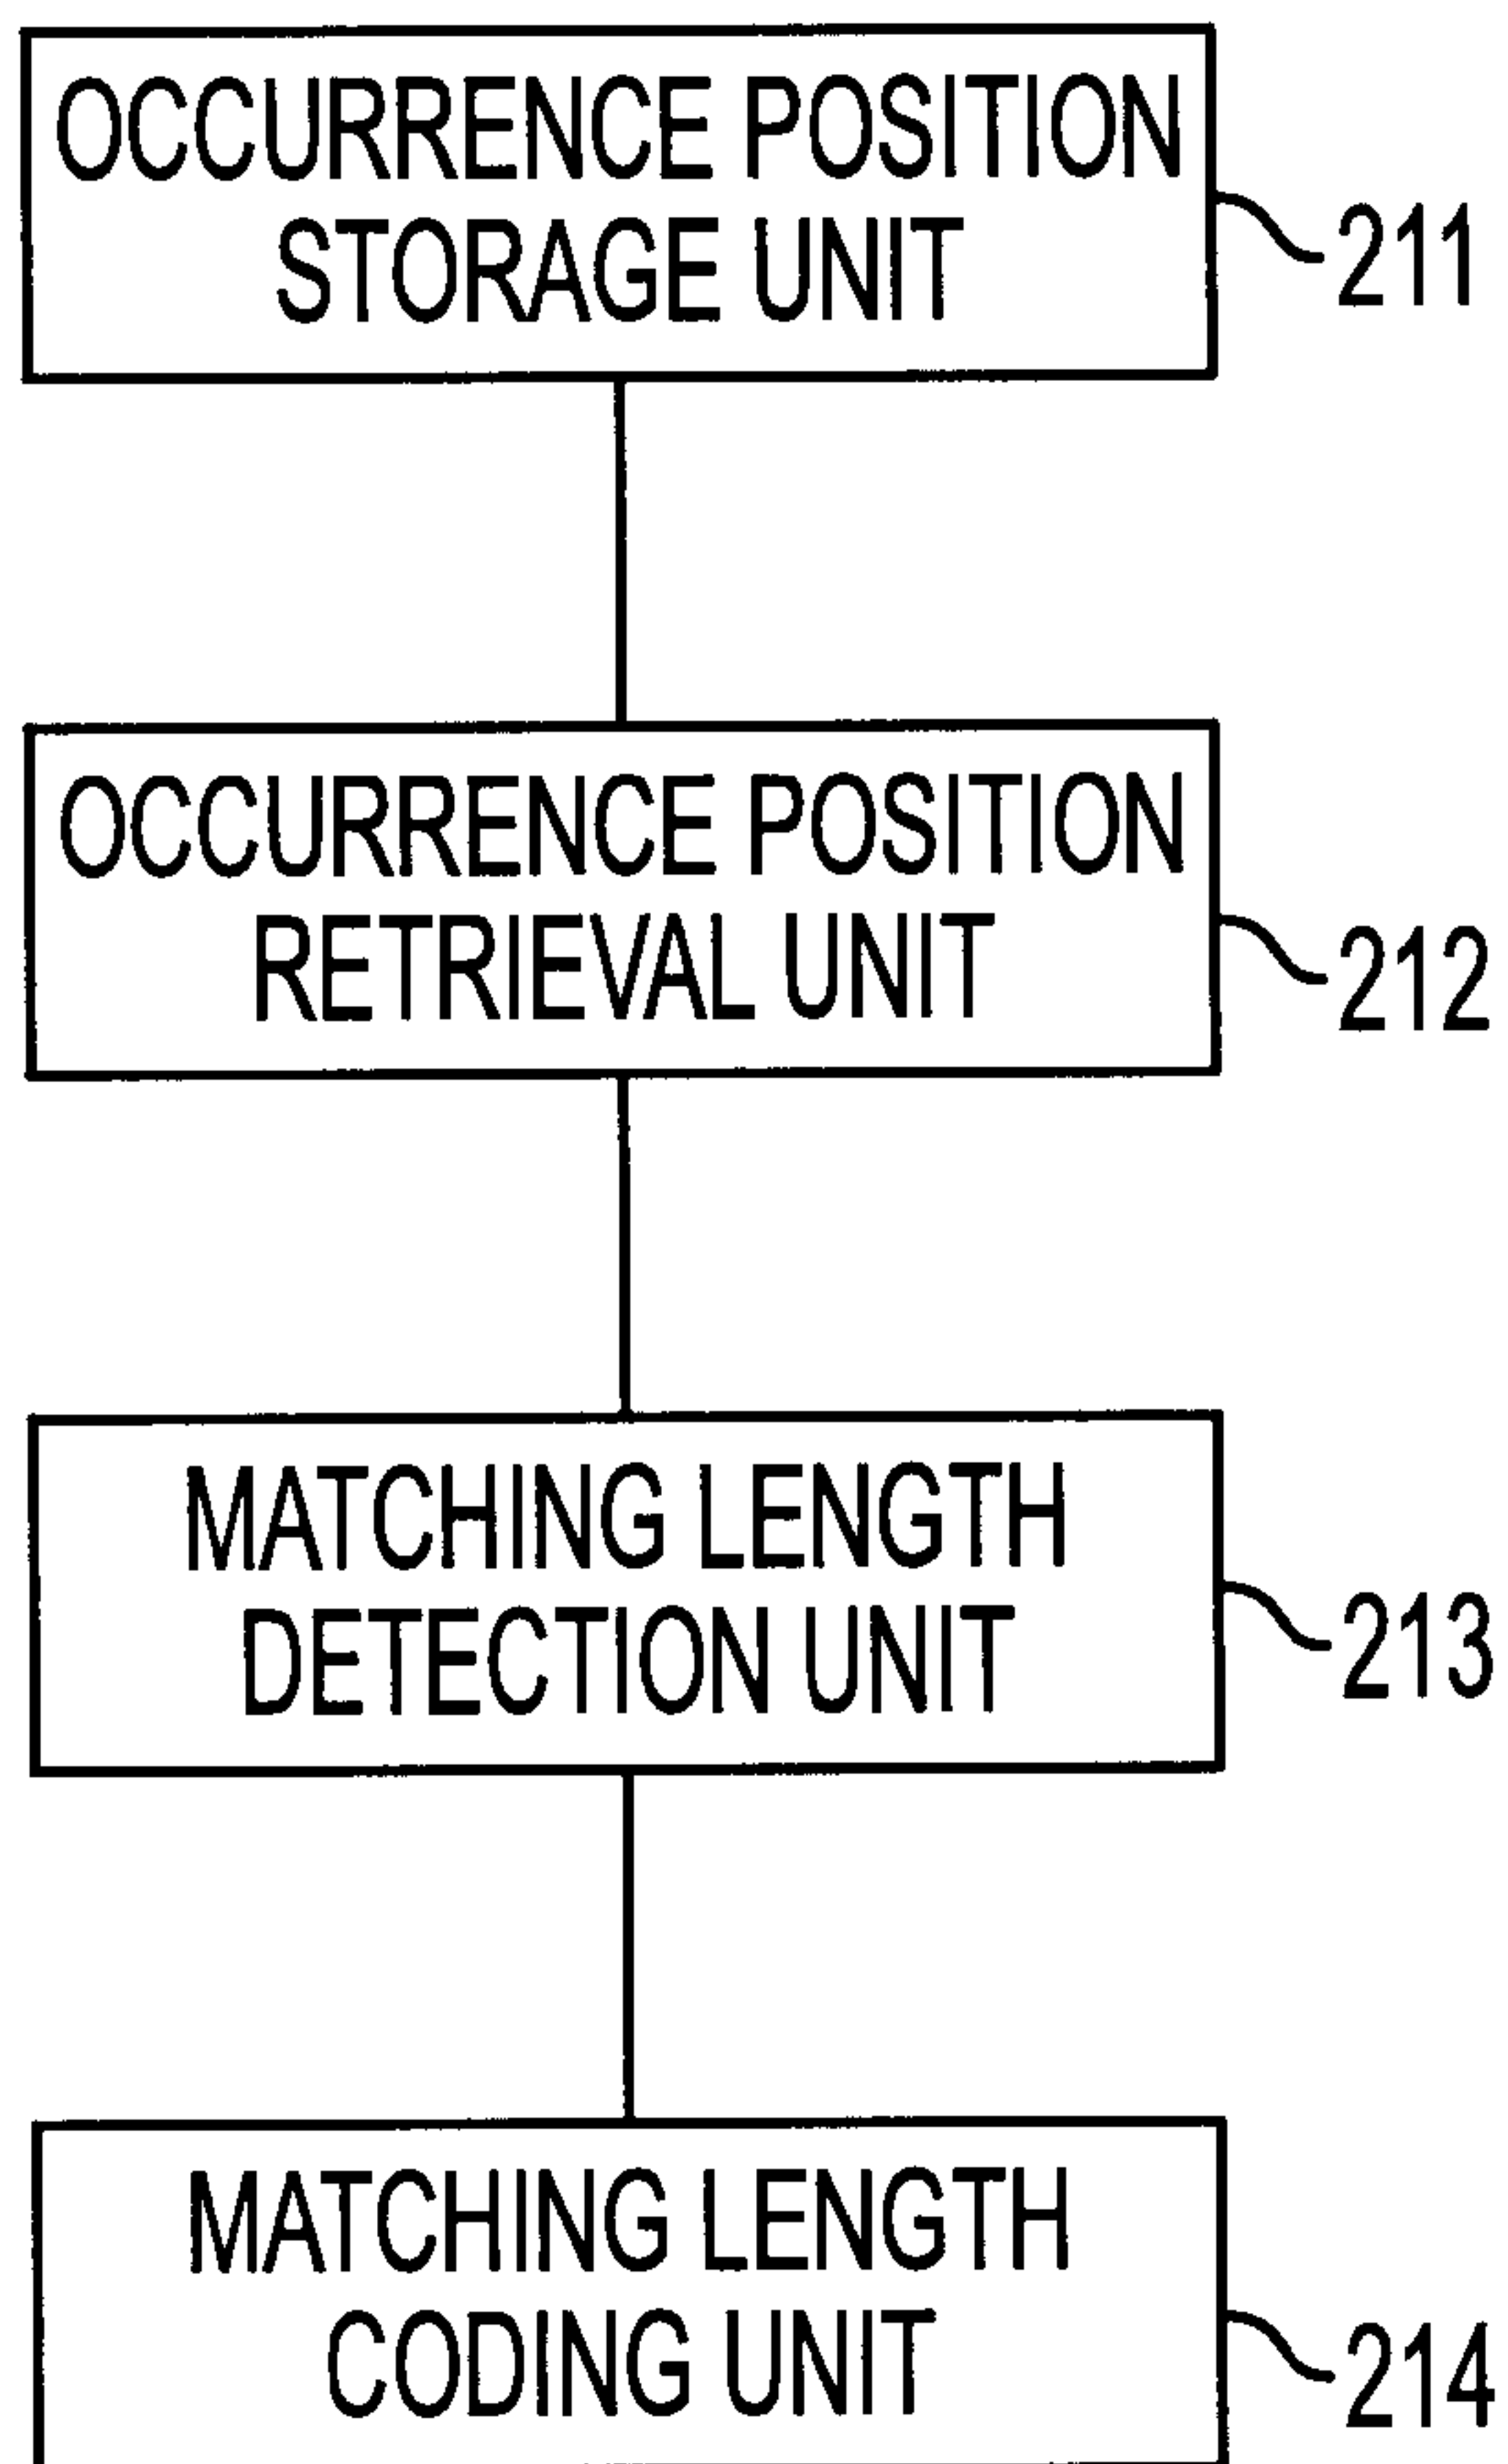 OCCURRENCE POSITION
STORAGE UNIT
211
OCCURRENCE POSITION
RETRIEVAL UNIT
212
MATCHING LENGTH
DETECTION UNIT
213
MATCHING LENGTH
CODING UNIT
214